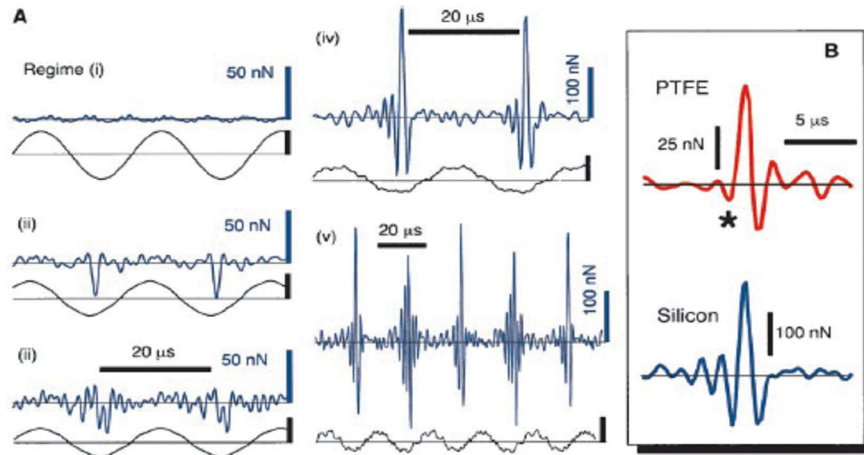 A
Regime (i)
50 nN
(ii)
50 nN
(ii)
20 µs
50 nN
(iv)
20 µs
100 nN
(v)
20 µs
100 nN
B
PTFE
25 nN
5 µs
*
Silicon
100 nN